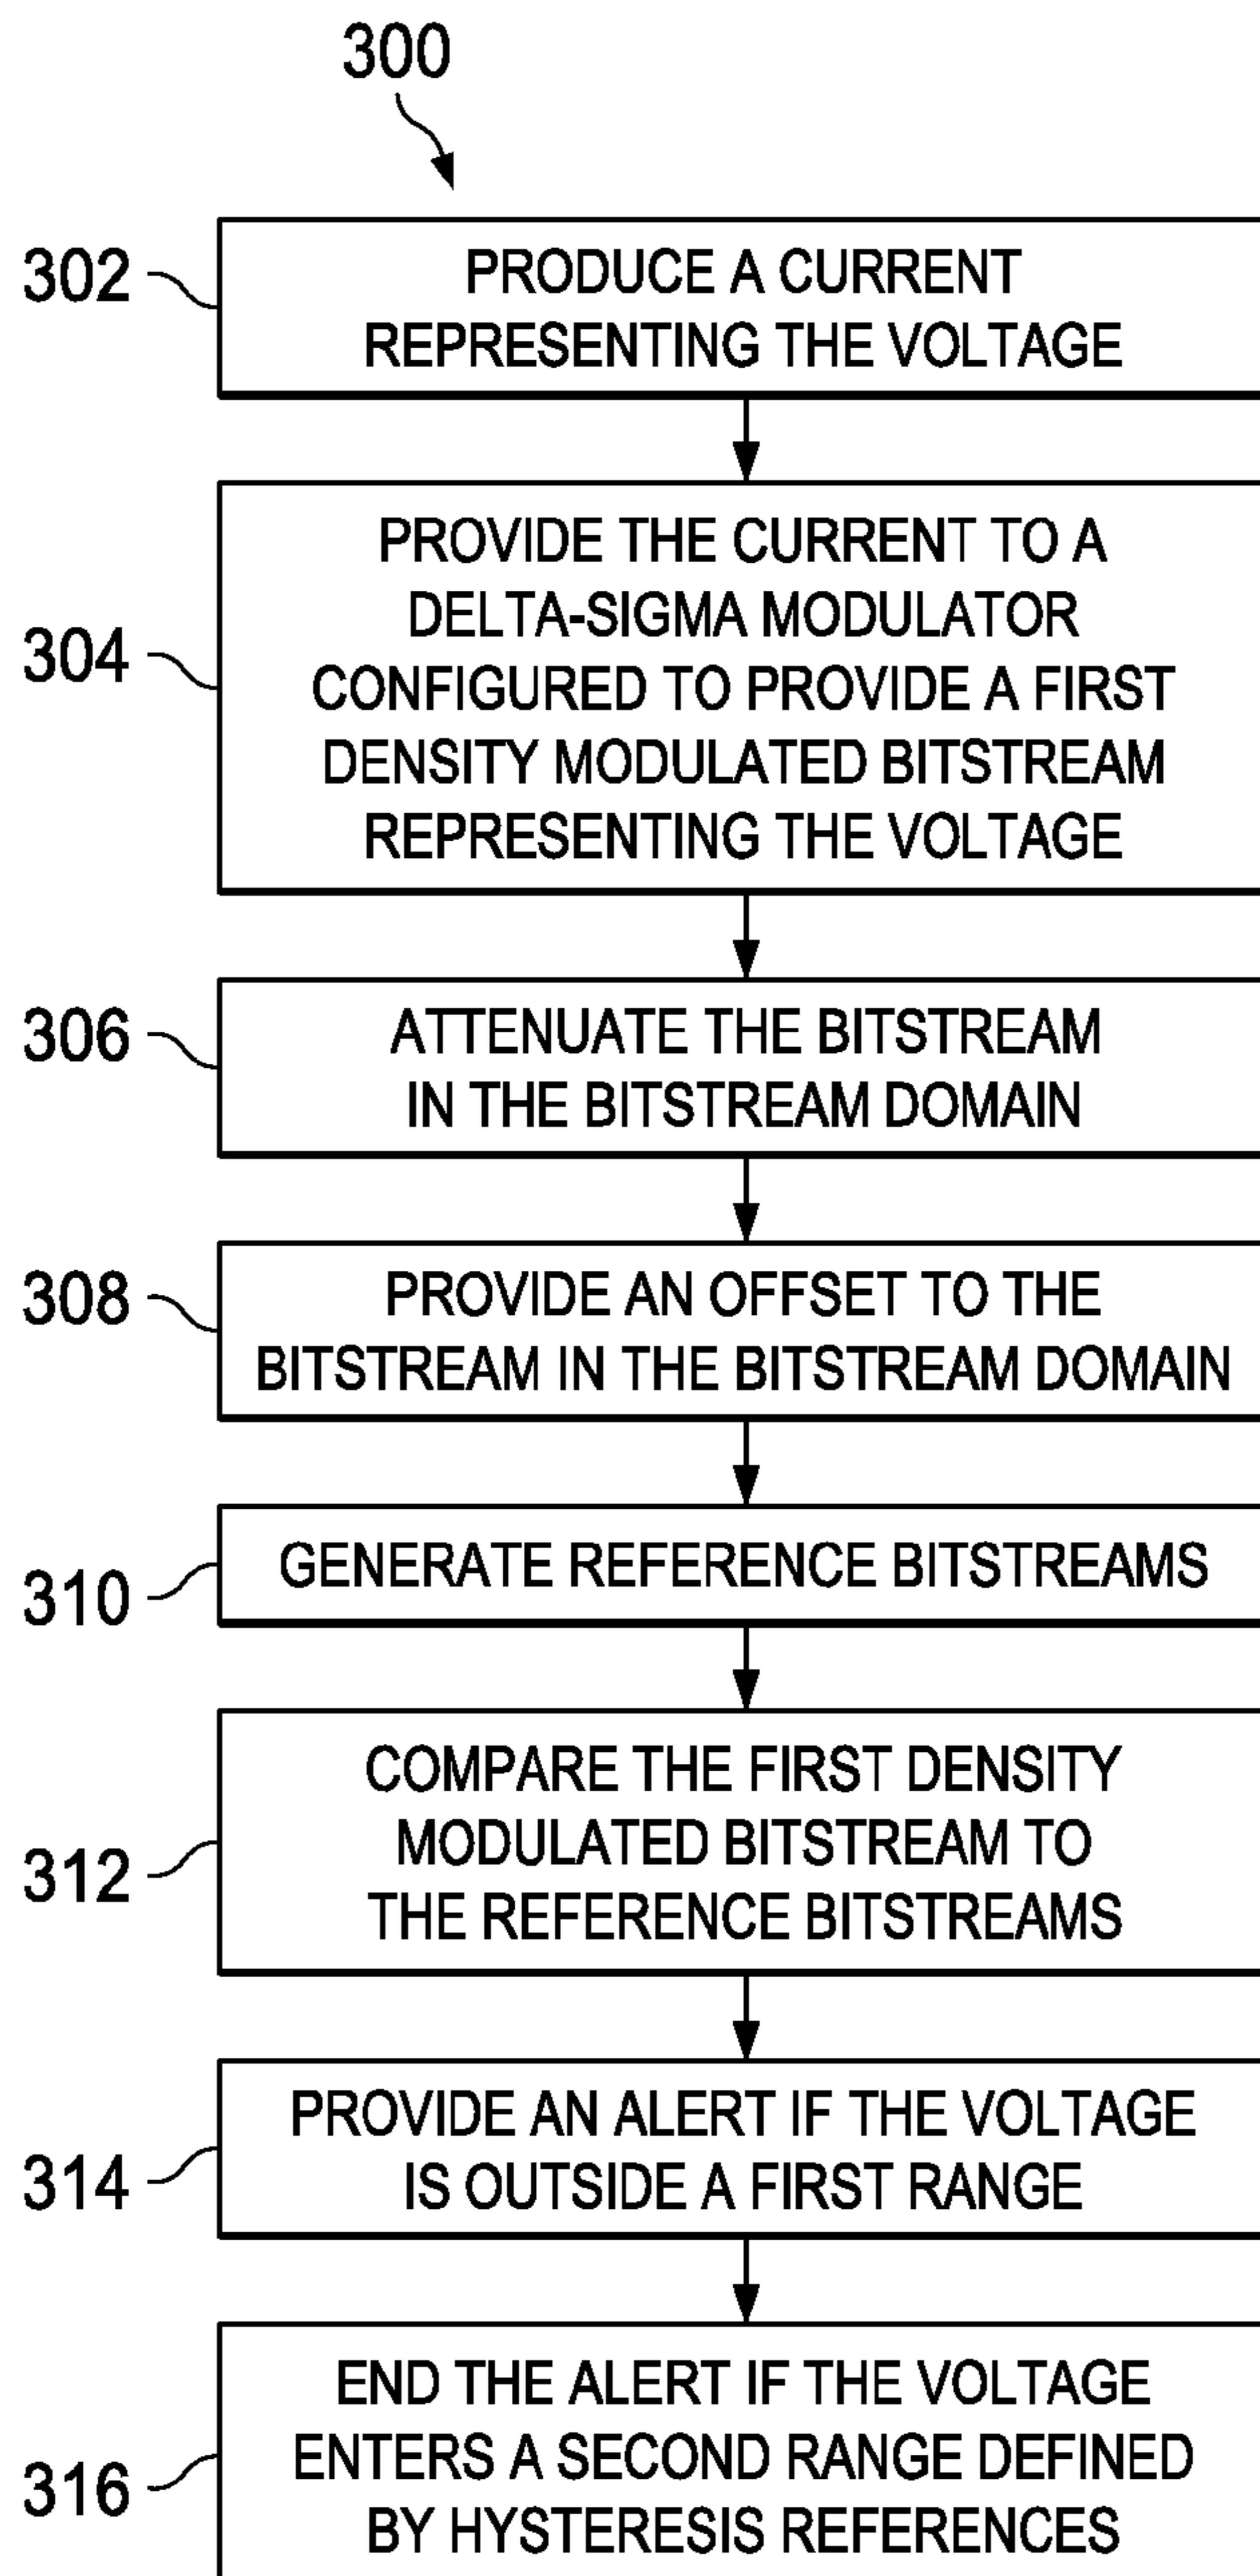 300
302
PRODUCE A CURRENT
REPRESENTING THE VOLTAGE
304
PROVIDE THE CURRENT TO A
DELTA-SIGMA MODULATOR
CONFIGURED TO PROVIDE A FIRST
DENSITY MODULATED BITSTREAM
REPRESENTING THE VOLTAGE
306
ATTENUATE THE BITSTREAM
IN THE BITSTREAM DOMAIN
308
PROVIDE AN OFFSET TO THE
BITSTREAM IN THE BITSTREAM DOMAIN
310
GENERATE REFERENCE BITSTREAMS
312
COMPARE THE FIRST DENSITY
MODULATED BITSTREAM TO
THE REFERENCE BITSTREAMS
314
PROVIDE AN ALERT IF THE VOLTAGE
IS OUTSIDE A FIRST RANGE
316
END THE ALERT IF THE VOLTAGE
ENTERS A SECOND RANGE DEFINED
BY HYSTERESIS REFERENCES